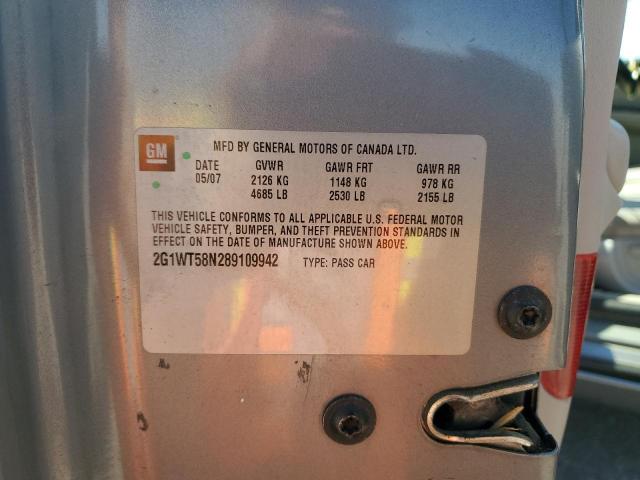 GM
MFD BY GENERAL MOTORS OF CANADA LTD.
DATE GVWR GAWR FRT GAWR RR
05/07 2126 KG 1148 KG 978 KG
4685 LB 2530 LB 2155 LB
THIS VEHICLE CONFORMS TO ALL APPLICABLE U.S. FEDERAL MOTOR
VEHICLE SAFETY, BUMPER, AND THEFT PREVENTION STANDARDS IN
EFFECT ON THE DATE OF MANUFACTURE SHOWN ABOVE.
2G1WT58N289109942 TYPE: PASS CAR